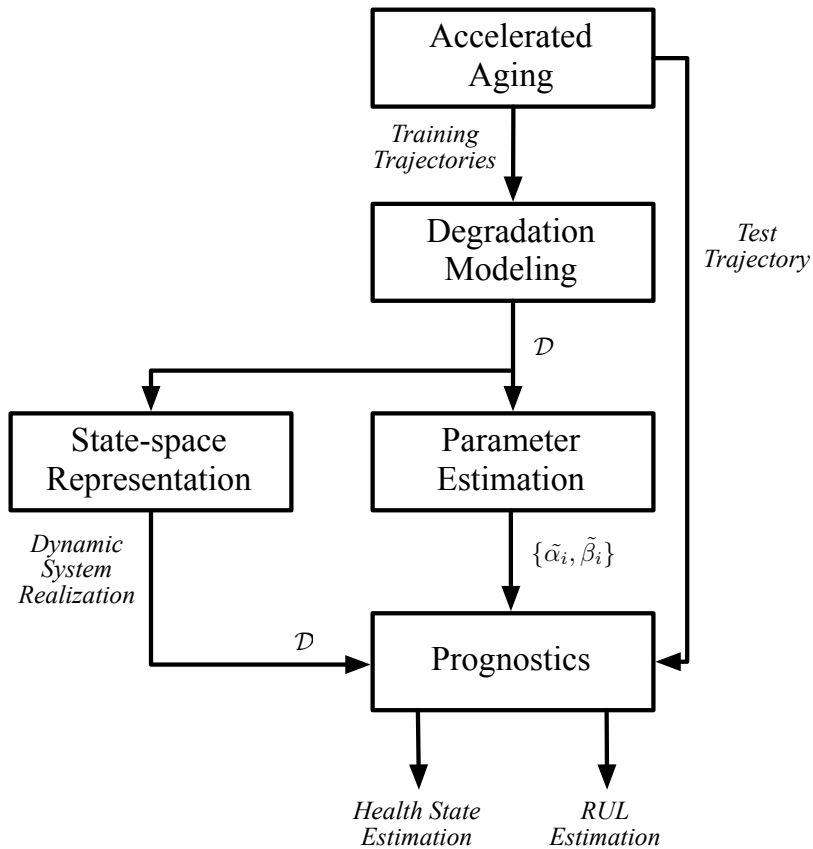 Accelerated
Aging
Training
Trajectories
Degradation
Modeling
Test
Trajectory
𝒟
State-space
Representation
Parameter
Estimation
Dynamic
System
Realization
{α̃ᵢ, β̃ᵢ}
𝒟
Prognostics
Health State
Estimation
RUL
Estimation